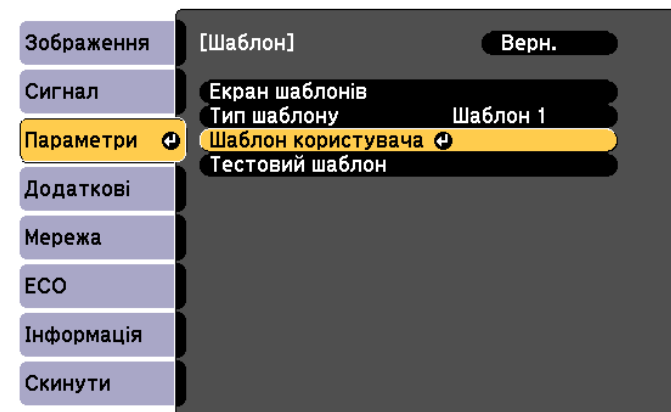 Зображення
Сигнал
Параметри
Додаткові
Мережа
ECO
Інформація
Скинути
[Шаблон] Верн.
Екран шаблонів
Тип шаблону Шаблон 1
Шаблон користувача
Тестовий шаблон